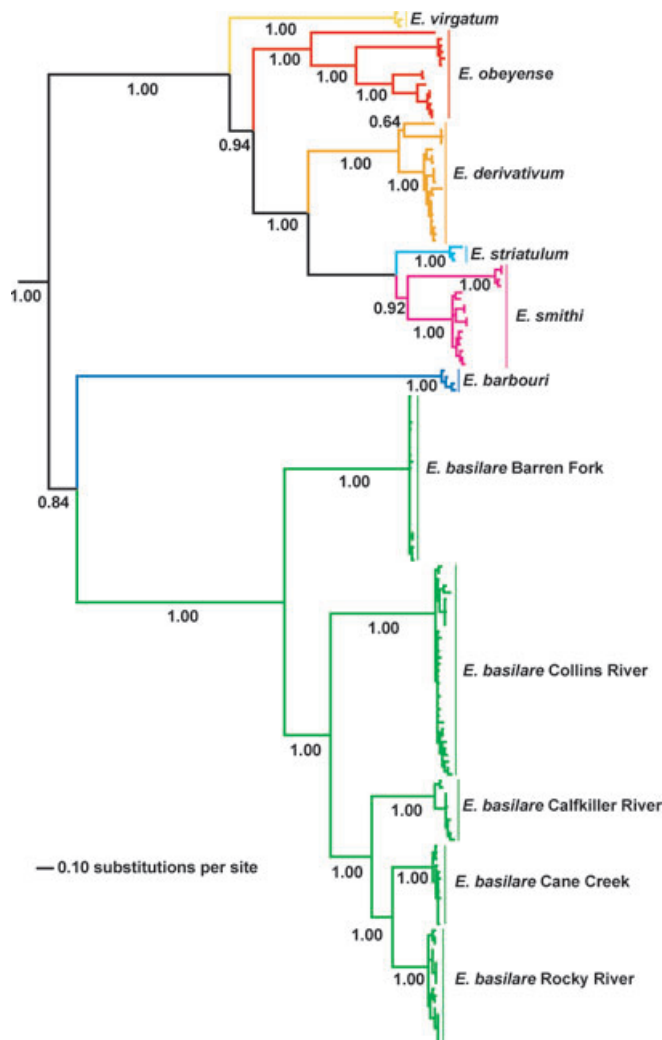 E. virgatum
1.00
E. obeyense
1.00
1.00
1.00
1.00
0.64
0.94
1.00
E. derivativum
1.00
1.00
E. striatulum
1.00
1.00
1.00
0.92
E. smithi
1.00
E. barbouri
1.00
E. basilare Barren Fork
1.00
0.84
1.00
1.00
E. basilare Collins River
1.00
E. basilare Calfkiller River
1.00
0.10 substitutions per site
1.00
1.00
E. basilare Cane Creek
1.00
E. basilare Rocky River
1.00